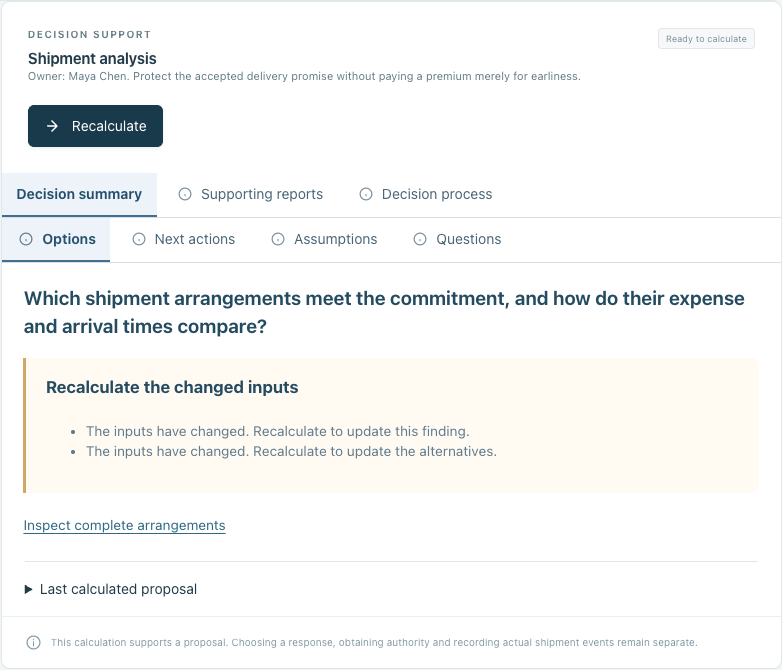 DECISION SUPPORT
Ready to calculate
Shipment analysis
Owner: Maya Chen. Protect the accepted delivery promise without paying a premium merely for earliness.
Recalculate
Decision summary
Supporting reports
Decision process
Options
Next actions
Assumptions
Questions
Which shipment arrangements meet the commitment, and how do their expense
and arrival times compare?
Recalculate the changed inputs
• The inputs have changed. Recalculate to update this finding.
• The inputs have changed. Recalculate to update the alternatives.
Inspect complete arrangements
Last calculated proposal
This calculation supports a proposal. Choosing a response, obtaining authority and recording actual shipment events remain separate.